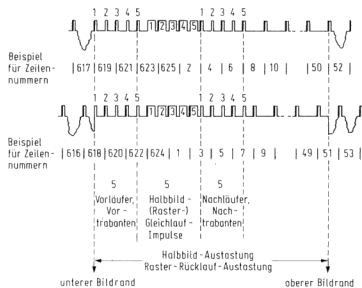 1 2 3 4 5 1 2 3 4 5 1 2 3 4 5
Beispiel
für Zeilen-
nummern
| 617 | 619 | 621 | 623 | 625 | 2 | 4 | 6 | 8 | 10 | | | 50 | 52 |
1 2 3 4 5 1 2 3 4 5 1 2 3 4 5
Beispiel
für Zeilen-
nummern
| 616 | 618 | 620 | 622 | 624 | 1 | 3 | 5 | 7 | 9 | | | 49 | 51 | 53
5 5 5
Vorläufer, Halbbild- Nachläufer,
Vor- (Raster-) Nach-
trabanten Gleichlauf- trabanten
Impulse
Halbbild-Austastung
Raster-Rücklauf-Austastung
unterer Bildrand oberer Bildrand